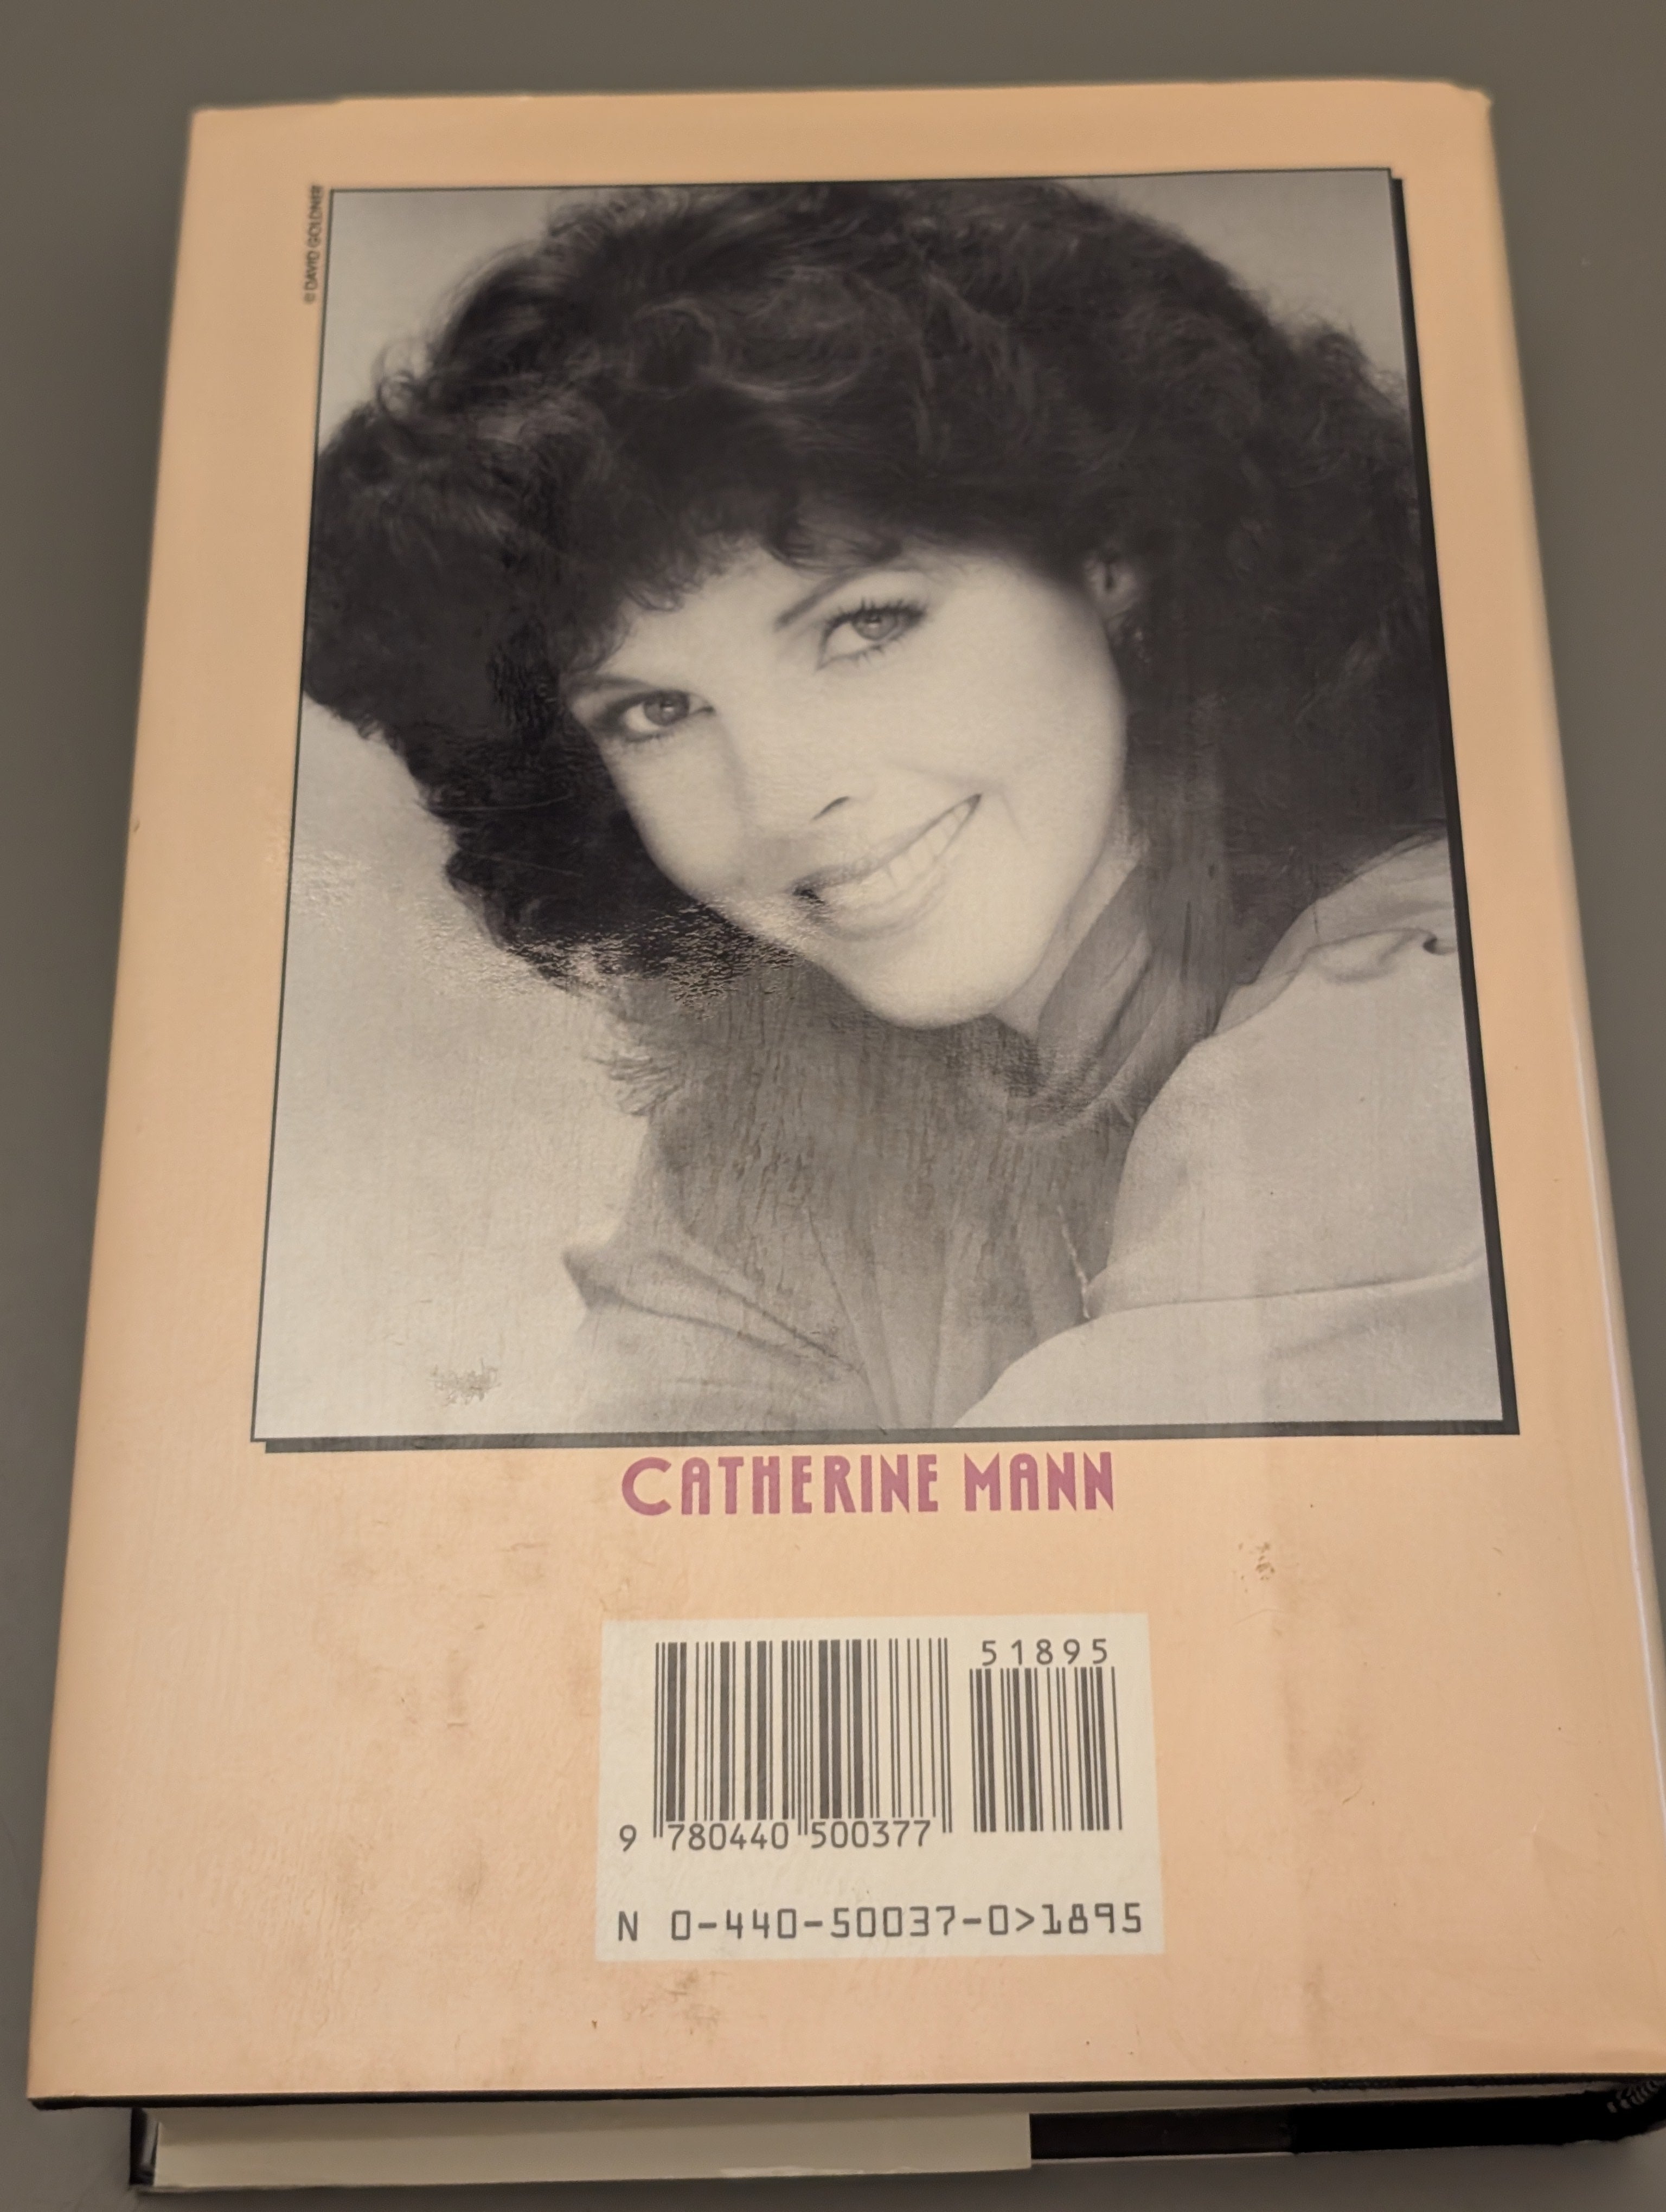 © DAVID GOLDNER
CATHERINE MANN
51895
9 780440 500377
N 0-440-50037-0>1895